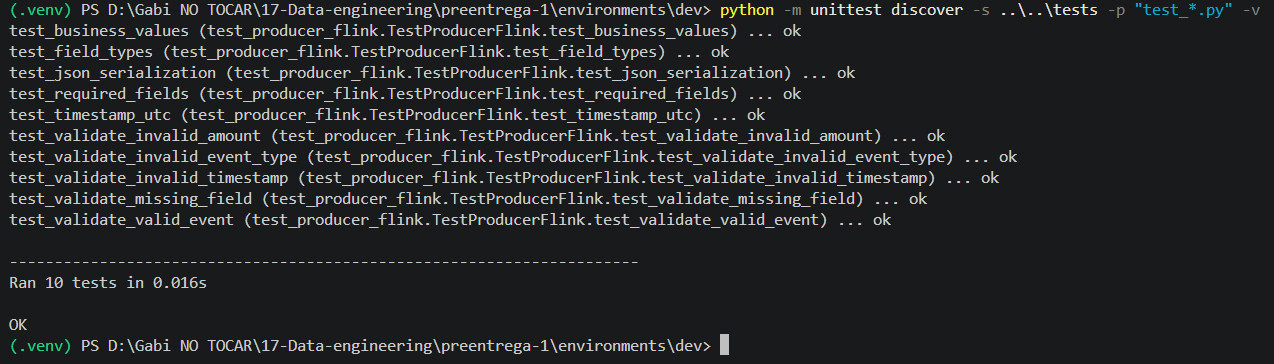 (.venv) PS D:\Gabi NO TOCAR\17-Data-engineering\preentrega-1\environments\dev> python -m unittest discover -s ..\..\tests -p "test_*.py" -v
test_business_values (test_producer_flink.TestProducerFlink.test_business_values) ... ok
test_field_types (test_producer_flink.TestProducerFlink.test_field_types) ... ok
test_json_serialization (test_producer_flink.TestProducerFlink.test_json_serialization) ... ok
test_required_fields (test_producer_flink.TestProducerFlink.test_required_fields) ... ok
test_timestamp_utc (test_producer_flink.TestProducerFlink.test_timestamp_utc) ... ok
test_validate_invalid_amount (test_producer_flink.TestProducerFlink.test_validate_invalid_amount) ... ok
test_validate_invalid_event_type (test_producer_flink.TestProducerFlink.test_validate_invalid_event_type) ... ok
test_validate_invalid_timestamp (test_producer_flink.TestProducerFlink.test_validate_invalid_timestamp) ... ok
test_validate_missing_field (test_producer_flink.TestProducerFlink.test_validate_missing_field) ... ok
test_validate_valid_event (test_producer_flink.TestProducerFlink.test_validate_valid_event) ... ok
----------------------------------------------------------------------
Ran 10 tests in 0.016s
OK
(.venv) PS D:\Gabi NO TOCAR\17-Data-engineering\preentrega-1\environments\dev>